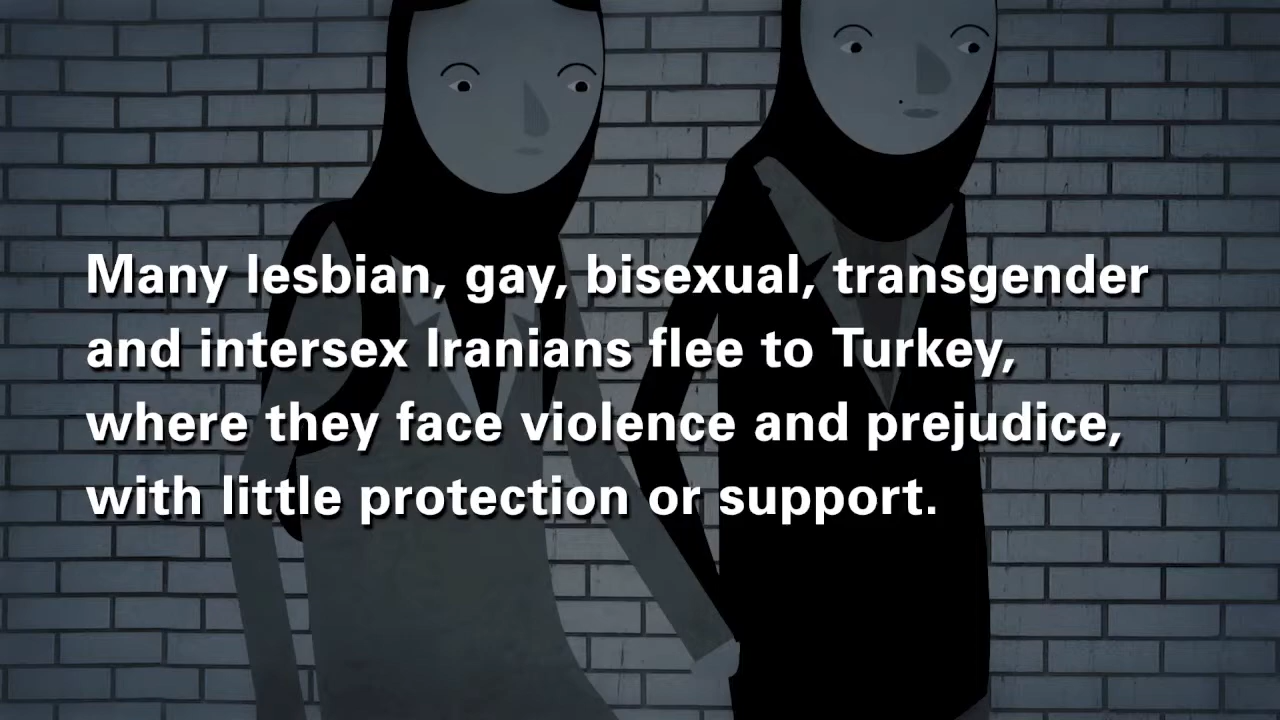 Many lesbian, gay, bisexual, transgender
and intersex Iranians flee to Turkey,
where they face violence and prejudice,
with little protection or support.